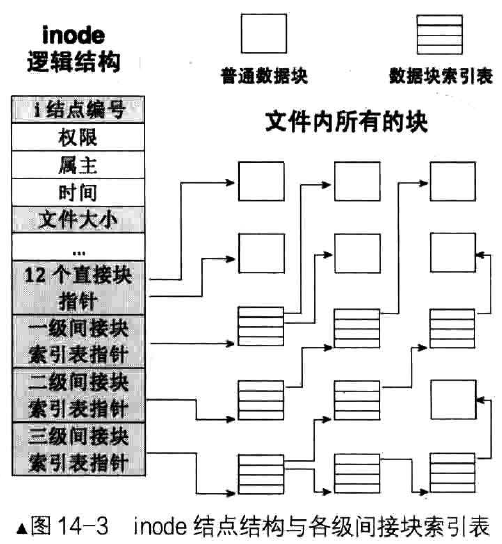 inode
逻辑结构
普通数据块
数据块索引表
文件内所有的块
i结点编号
权限
属主
时间
文件大小
...
12个直接块
指针
一级间接块
索引表指针
二级间接块
索引表指针
三级间接块
索引表指针
▲图 14-3 inode 结点结构与各级间接块索引表